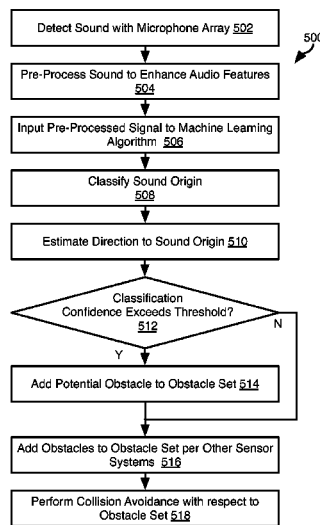 Detect Sound with Microphone Array 502
500
Pre-Process Sound to Enhance Audio Features
504
Input Pre-Processed Signal to Machine Learning
Algorithm 506
Classify Sound Origin
508
Estimate Direction to Sound Origin 510
Classification
Confidence Exceeds Threshold?
512
N
Y
Add Potential Obstacle to Obstacle Set 514
Add Obstacles to Obstacle Set per Other Sensor
Systems 516
Perform Collision Avoidance with respect to
Obstacle Set 518